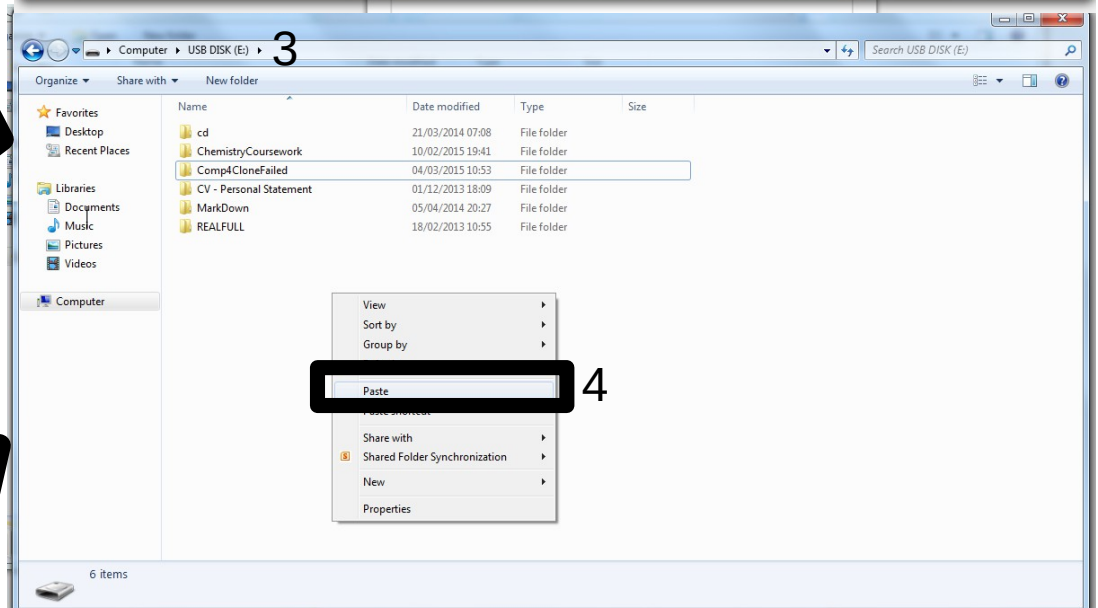 Computer ▸ USB DISK (E:) ▸ 3 Search USB DISK (E:)
Organize ▾ Share with ▾ New folder
Name Date modified Type Size
Favorites
Desktop
Recent Places
Libraries
Documents
Music
Pictures
Videos
Computer
cd 21/03/2014 07:08 File folder
ChemistryCoursework 10/02/2015 19:41 File folder
Comp4CloneFailed 04/03/2015 10:53 File folder
CV - Personal Statement 01/12/2013 18:09 File folder
MarkDown 05/04/2014 20:27 File folder
REALFULL 18/02/2013 10:55 File folder
View
Sort by
Group by
Paste 4
Paste shortcut
Share with
S Shared Folder Synchronization
New
Properties
6 items